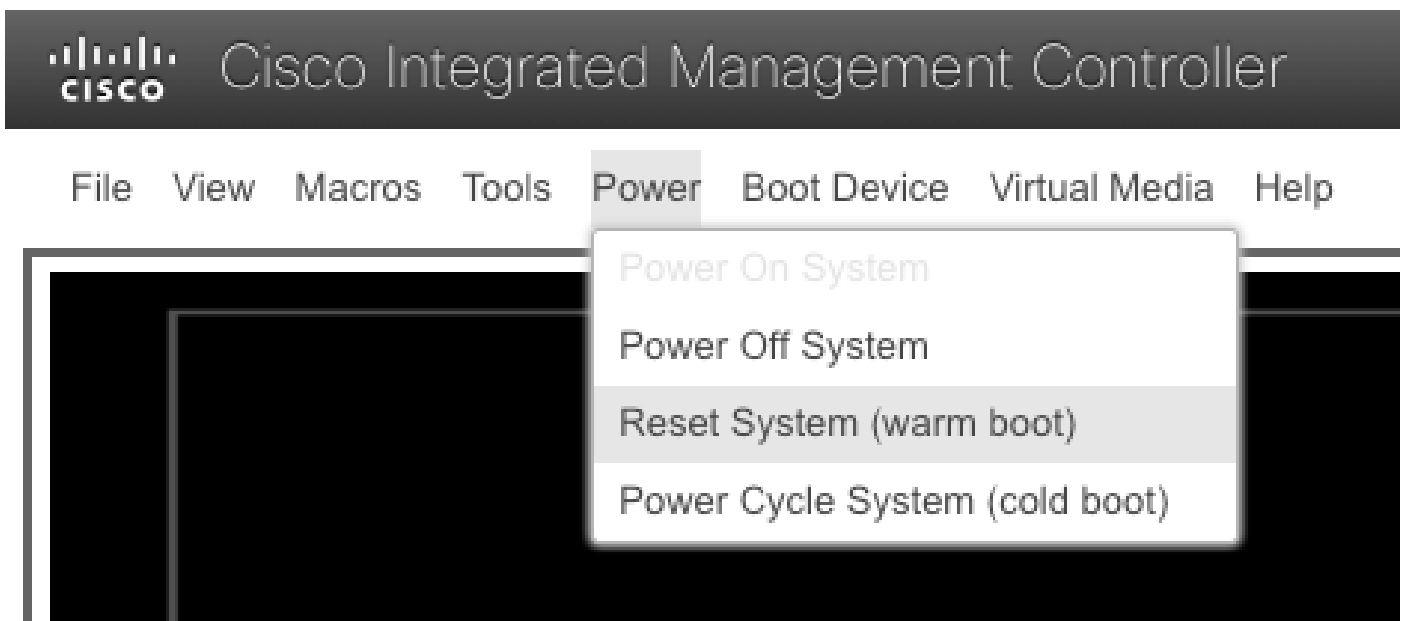 CISCO Cisco Integrated Management Controller
File View Macros Tools Power Boot Device Virtual Media Help
Power On System
Power Off System
Reset System (warm boot)
Power Cycle System (cold boot)